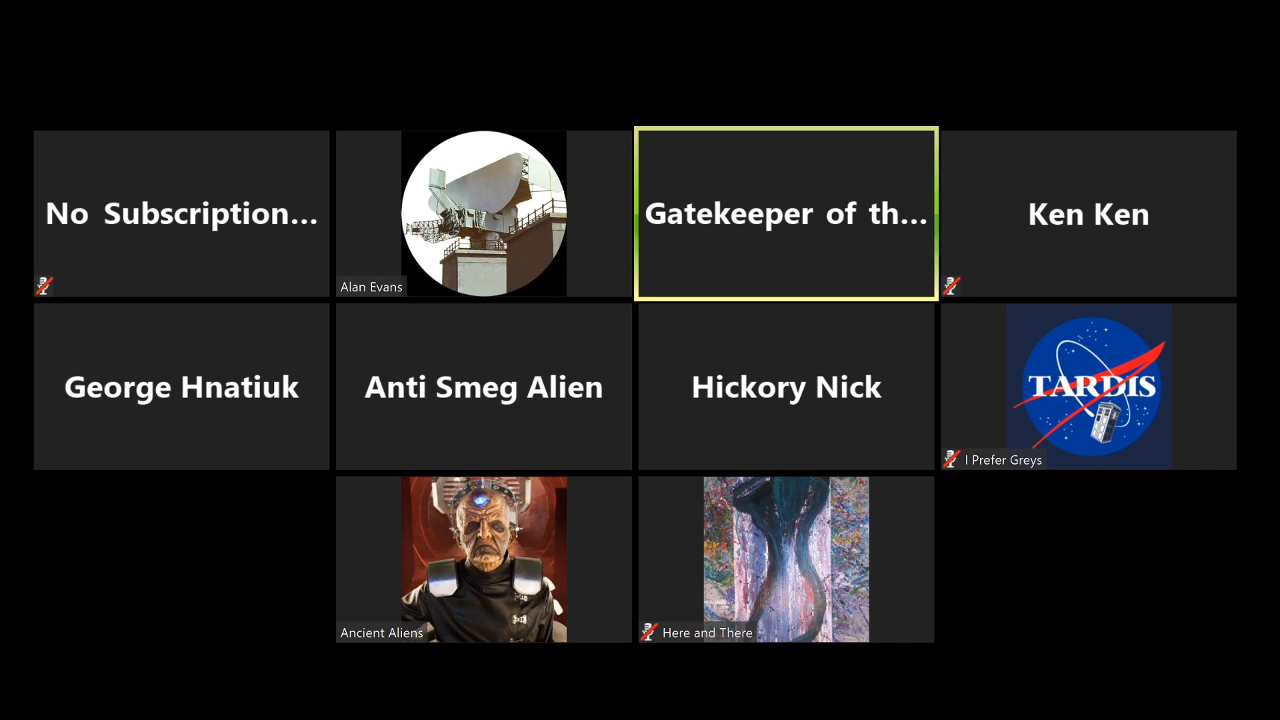 No Subscription...
Alan Evans
Gatekeeper of th...
Ken Ken
George Hnatiuk
Anti Smeg Alien
Hickory Nick
TARDIS
I Prefer Greys
Ancient Aliens
Here and There